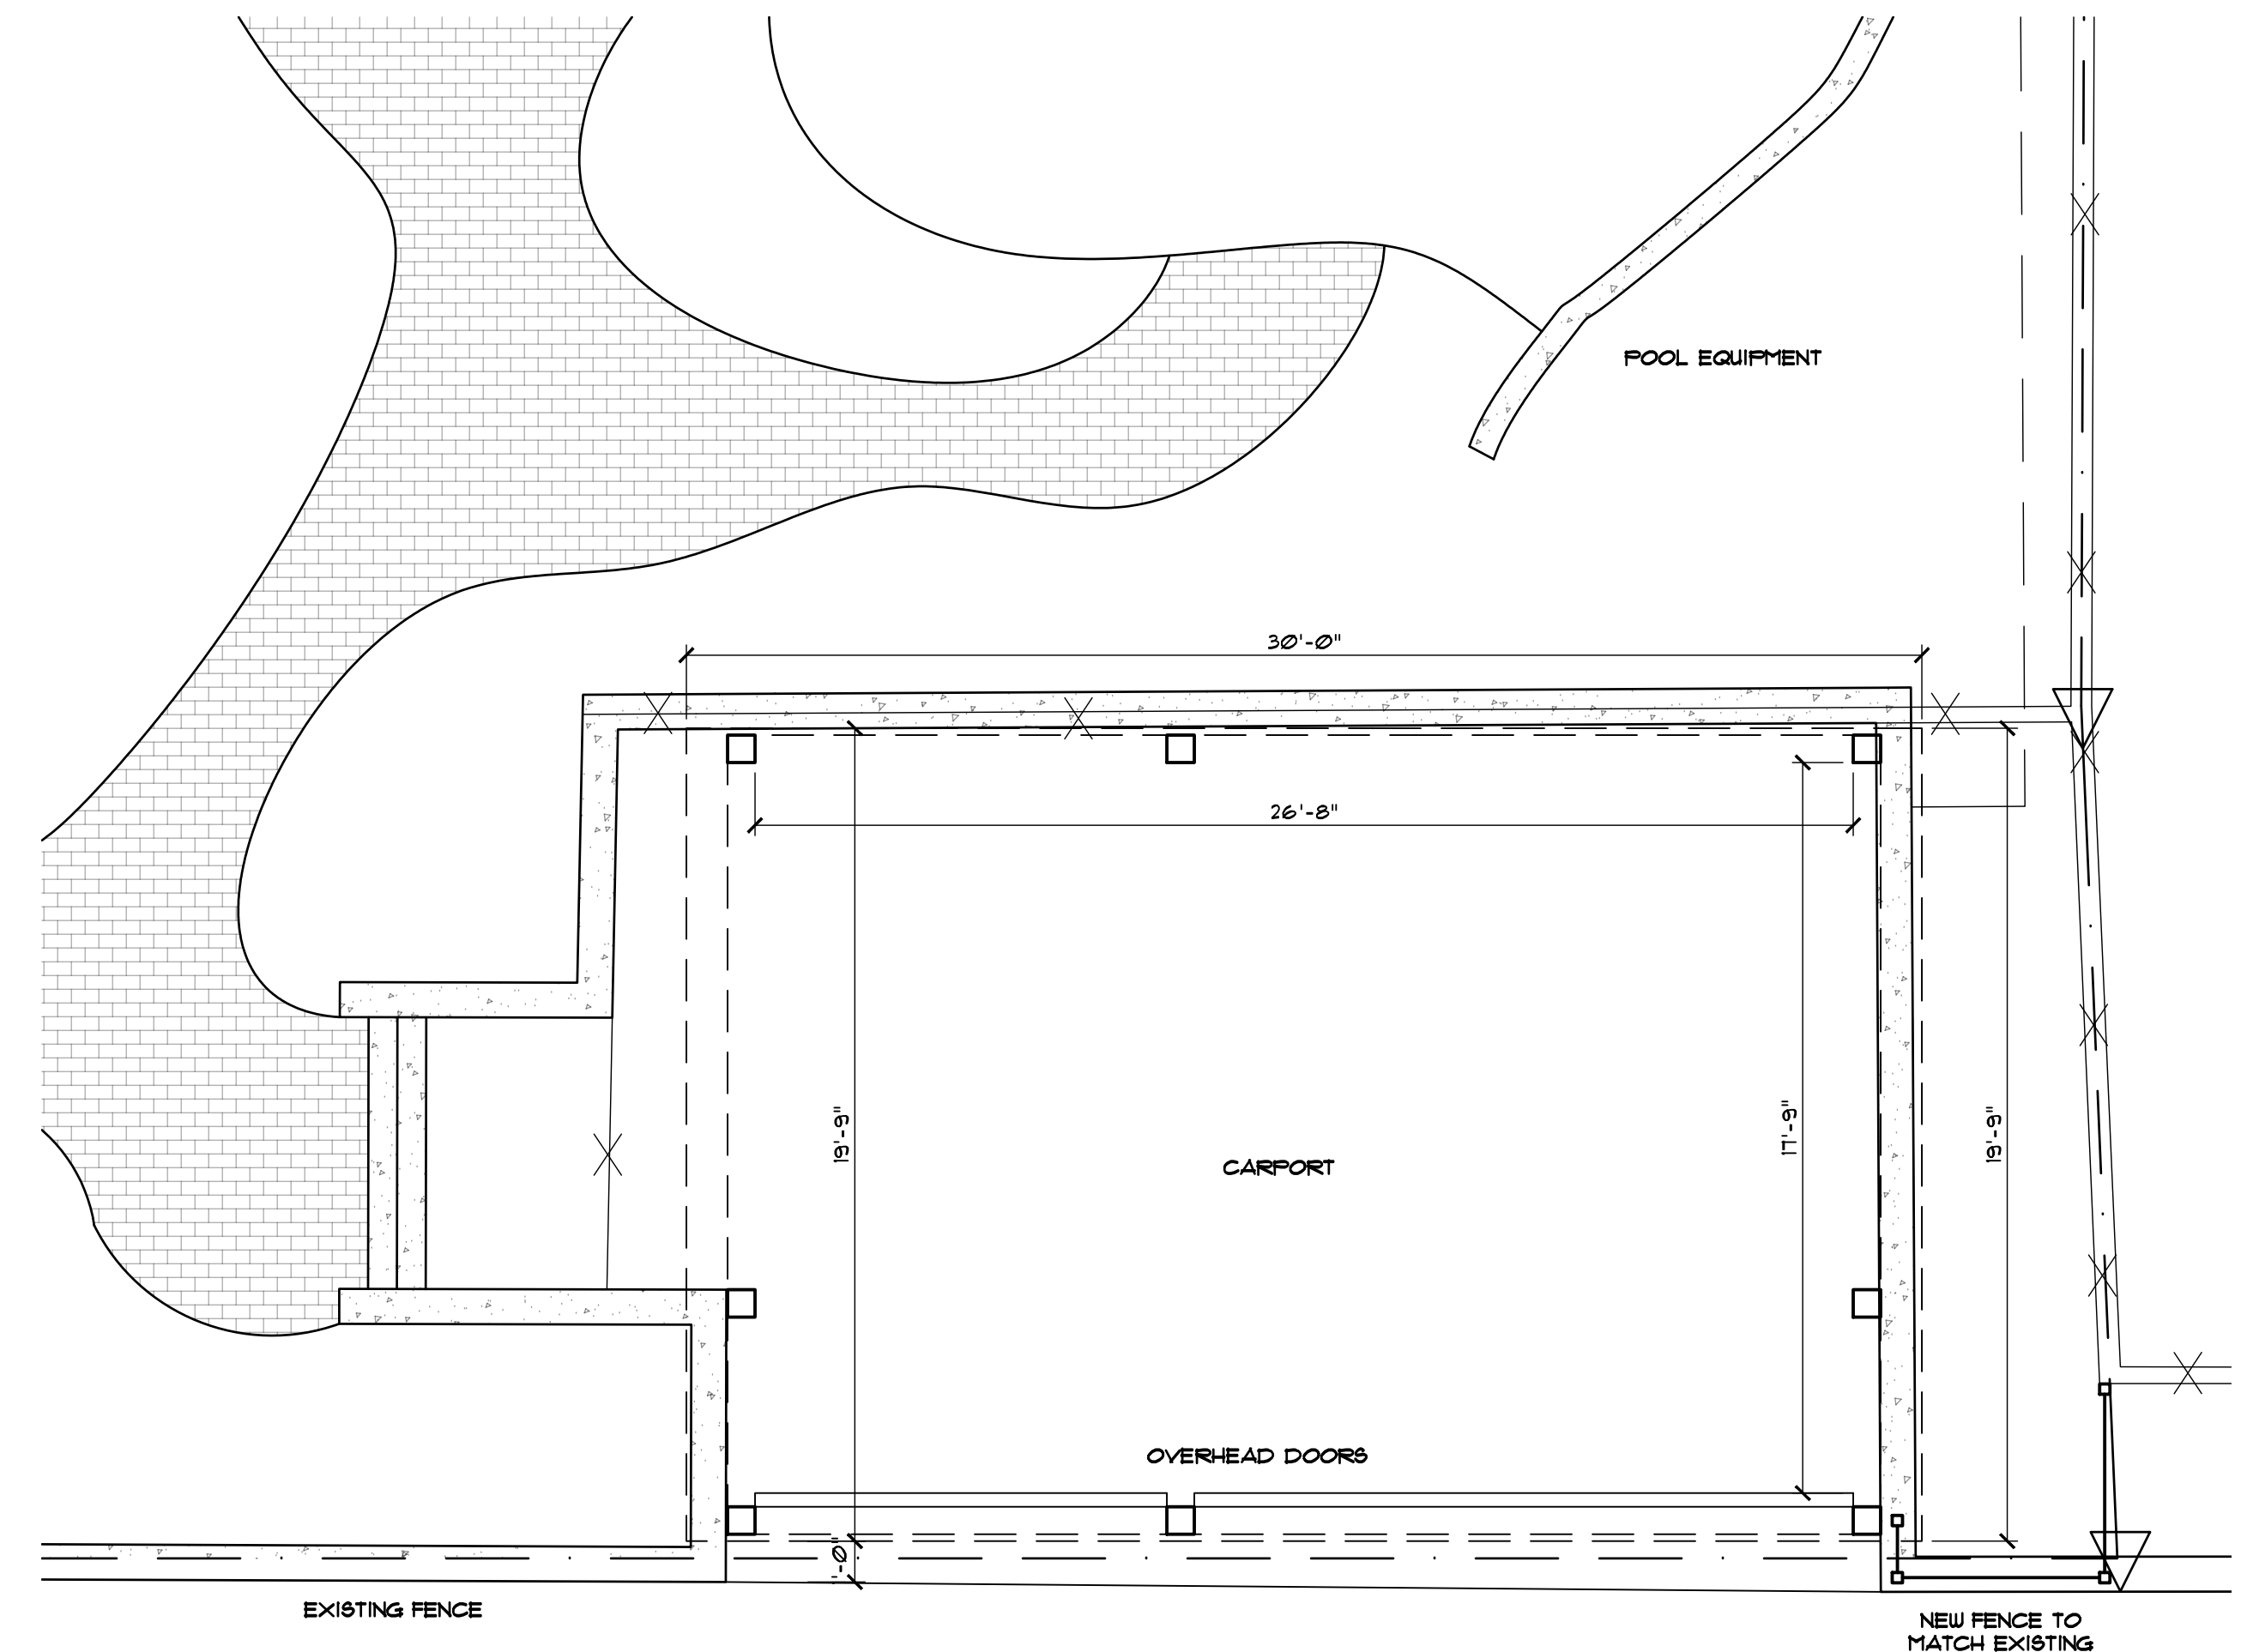 POOL EQUIPMENT
30'-0"
26'-8"
19'-9"
17'-9"
19'-9"
CARPORT
OVERHEAD DOORS
'-0"
EXISTING FENCE
NEW FENCE TO
MATCH EXISTING